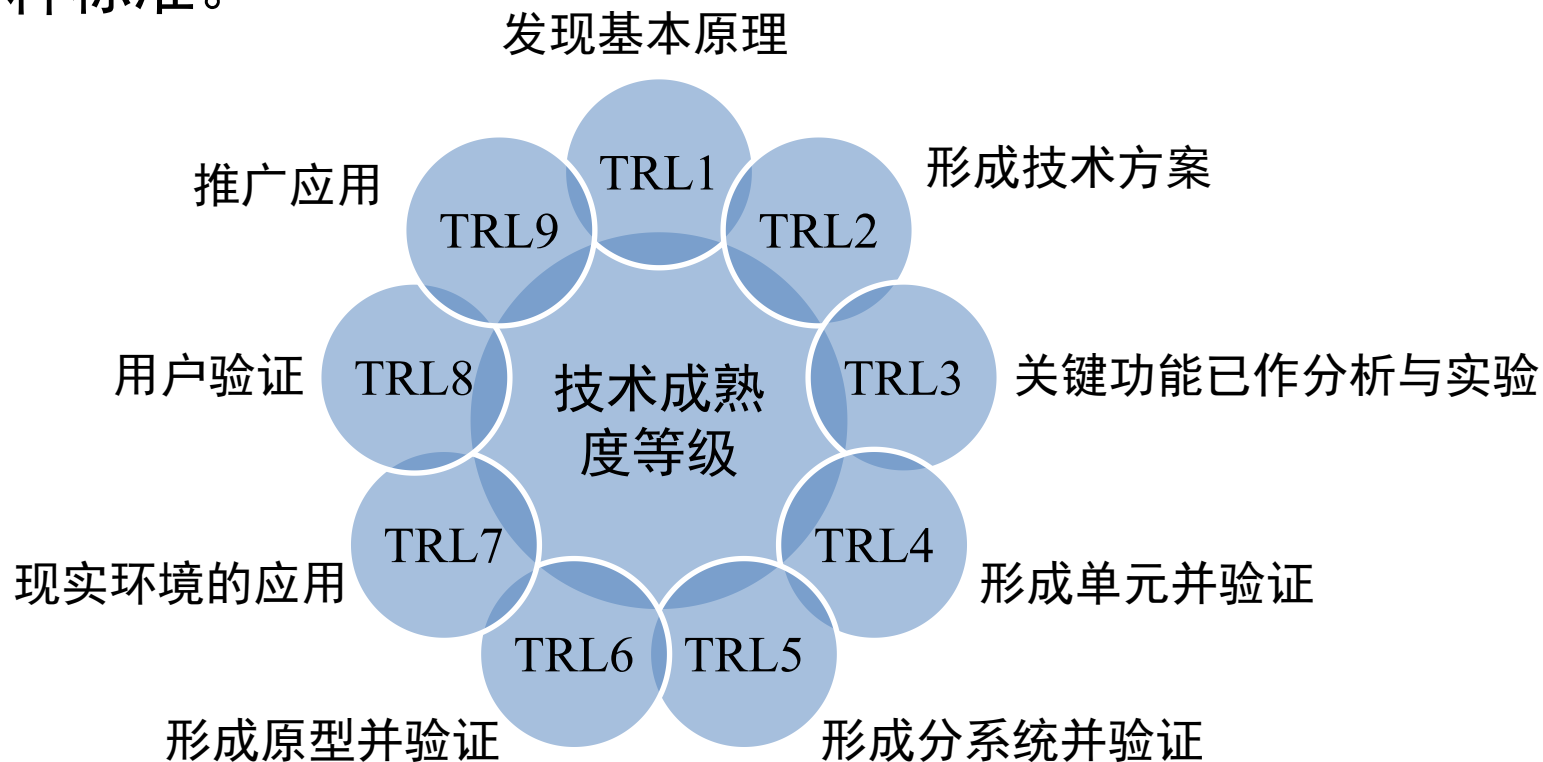 种标准。
发现基本原理
TRL1
形成技术方案
TRL2
关键功能已作分析与实验
TRL3
形成单元并验证
TRL4
形成分系统并验证
TRL5
形成原型并验证
TRL6
现实环境的应用
TRL7
用户验证
TRL8
推广应用
TRL9
技术成熟
度等级